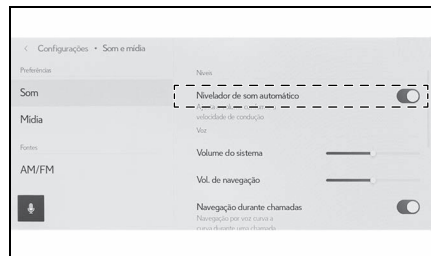 < Configurações • Som e mídia
Preferências
Som
Mídia
Fontes
AM/FM
Níveis
Nivelador de som automático
velocidade de condução.
Voz
Volume do sistema
Vol. de navegação
Navegação durante chamadas
Navegação por voz curva a
curva durante uma chamada